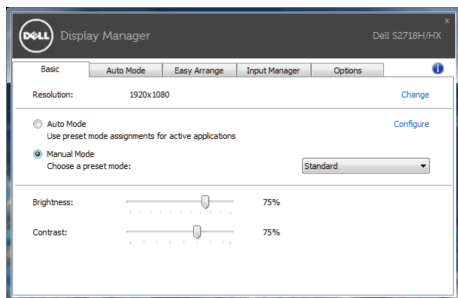 DELL Display Manager
Dell S2718H/HX
Basic Auto Mode Easy Arrange Input Manager Options
Resolution: 1920x1080 Change
Auto Mode Configure
Use preset mode assignments for active applications
Manual Mode
Choose a preset mode: Standard
Brightness: 75%
Contrast: 75%